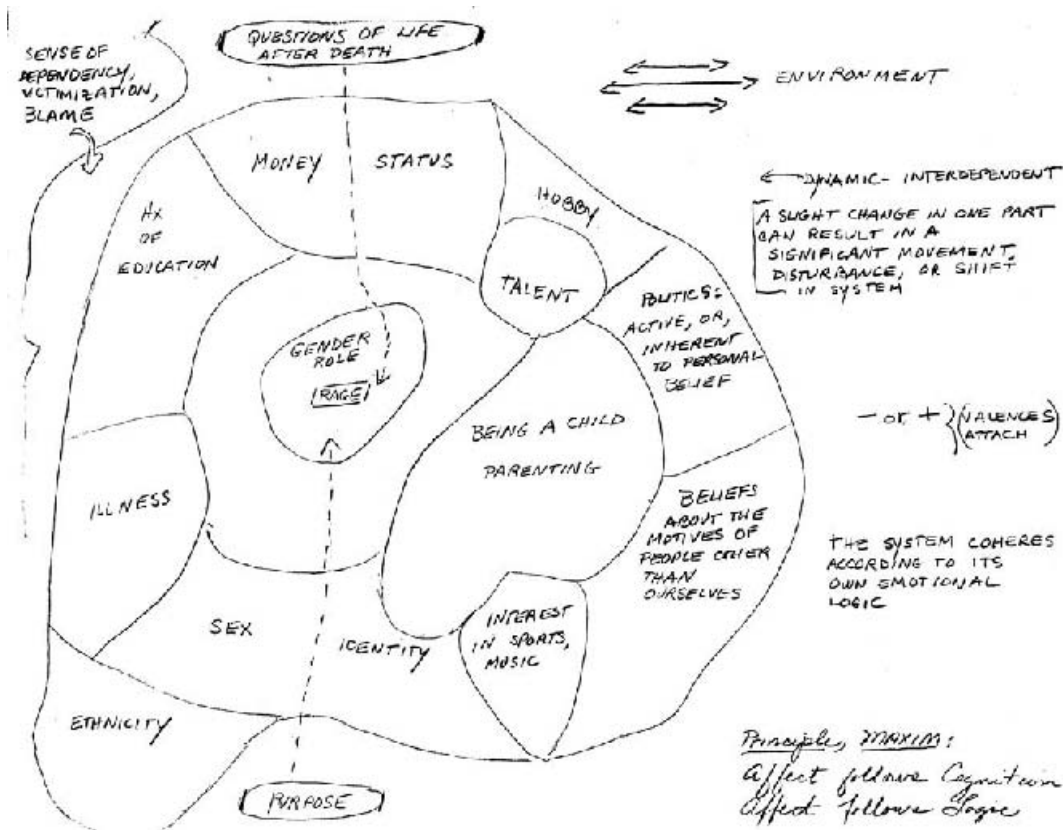 QUESTIONS OF LIFE
AFTER DEATH
SENSE OF
DEPENDENCY,
VICTIMIZATION,
BLAME
ENVIRONMENT
MONEY
STATUS
HOBBY
TALENT
HX
OF
EDUCATION
← DYNAMIC - INTERDEPENDENT
A SLIGHT CHANGE IN ONE PART
CAN RESULT IN A
SIGNIFICANT MOVEMENT,
DISTURBANCE, OR SHIFT
IN SYSTEM
POLITICS:
ACTIVE, OR,
INHERENT
TO PERSONAL
BELIEF
GENDER
ROLE
RAGE
BEING A CHILD
PARENTING
- or + } (VALENCES
ATTACH)
ILLNESS
BELIEFS
ABOUT THE
MOTIVES OF
PEOPLE OTHER
THAN
OURSELVES
THE SYSTEM COHERES
ACCORDING TO ITS
OWN EMOTIONAL
LOGIC
SEX
IDENTITY
INTEREST
IN SPORTS,
MUSIC
ETHNICITY
PURPOSE
Principle, MAXIM:
Affect follows Cognition
Affect follows Logic